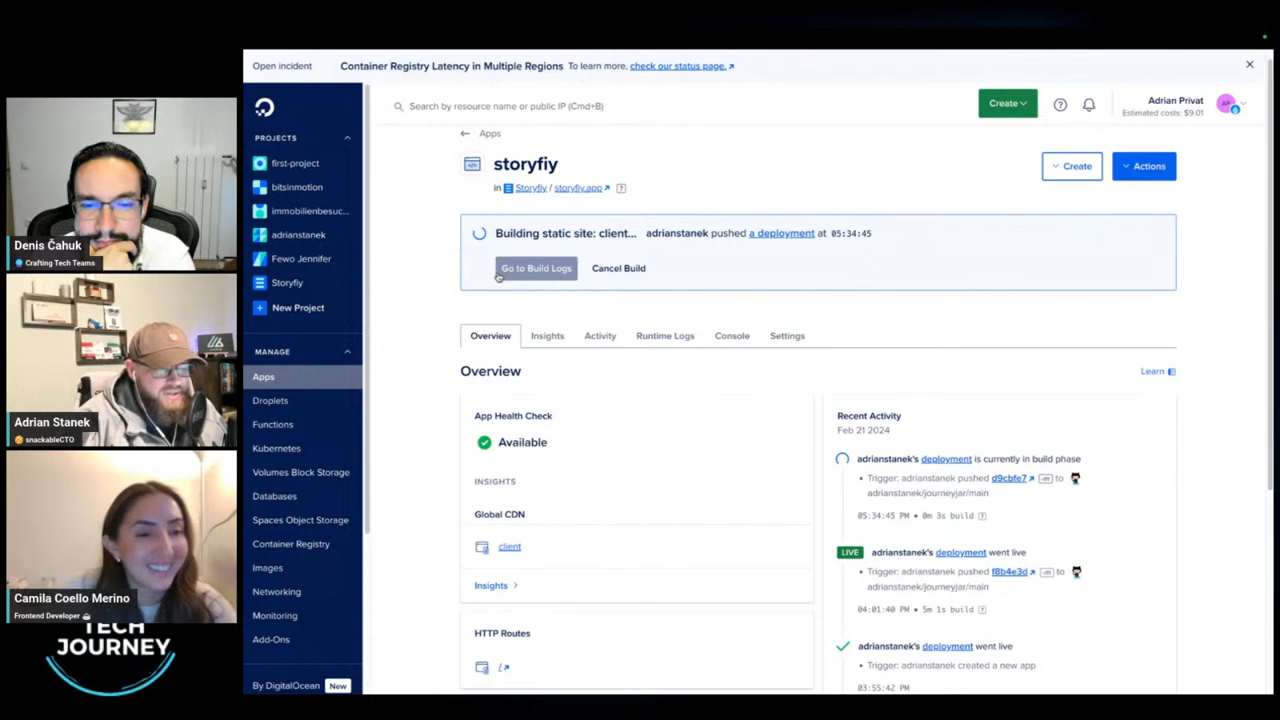 Open incident
Container Registry Latency in Multiple Regions To learn more, check our status page.
Search by resource name or public IP (Cmd+B)
Create
Adrian Privat
Estimated costs: $9.01
AP
PROJECTS
first-project
bitsinmotion
immobilienbesuc...
adrianstanek
Fewo Jennifer
Storyfiy
New Project
MANAGE
Apps
Droplets
Functions
Kubernetes
Volumes Block Storage
Databases
Spaces Object Storage
Container Registry
Images
Networking
Monitoring
Add-Ons
By DigitalOcean New
Apps
storyfiy
in Storyfiy / storyfiy.app
Create
Actions
Building static site: client... adrianstanek pushed a deployment at 05:34:45
Go to Build Logs Cancel Build
Overview Insights Activity Runtime Logs Console Settings
Overview
Learn
App Health Check
Available
INSIGHTS
Global CDN
client
Insights
HTTP Routes
/
Recent Activity
Feb 21 2024
adrianstanek's deployment is currently in build phase
Trigger: adrianstanek pushed d9cbfe7 to
adrianstanek/journeyjar/main
05:34:45 PM • 0m 3s build
LIVE adrianstanek's deployment went live
Trigger: adrianstanek pushed f8b4e3d to
adrianstanek/journeyjar/main
04:01:40 PM • 5m 1s build
adrianstanek's deployment went live
Trigger: adrianstanek created a new app
03:55:42 PM
Denis Čahuk
Crafting Tech Teams
Adrian Stanek
snackableCTO
Camila Coello Merino
Frontend Developer
TECH
JOURNEY